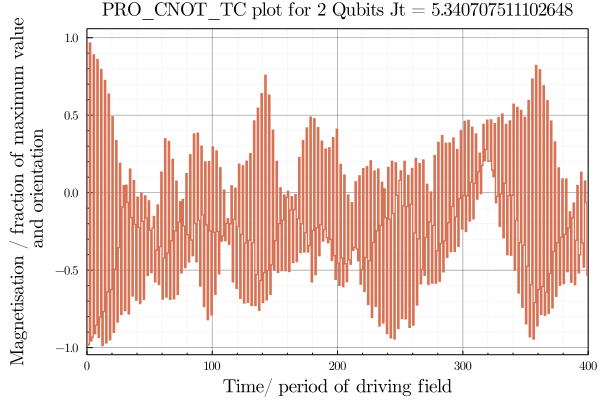 PRO_CNOT_TC plot for 2 Qubits Jt = 5.340707511102648
Magnetisation / fraction of maximum value
and orientation
1.0
0.5
0.0
−0.5
−1.0
0 100 200 300 400
Time/ period of driving field